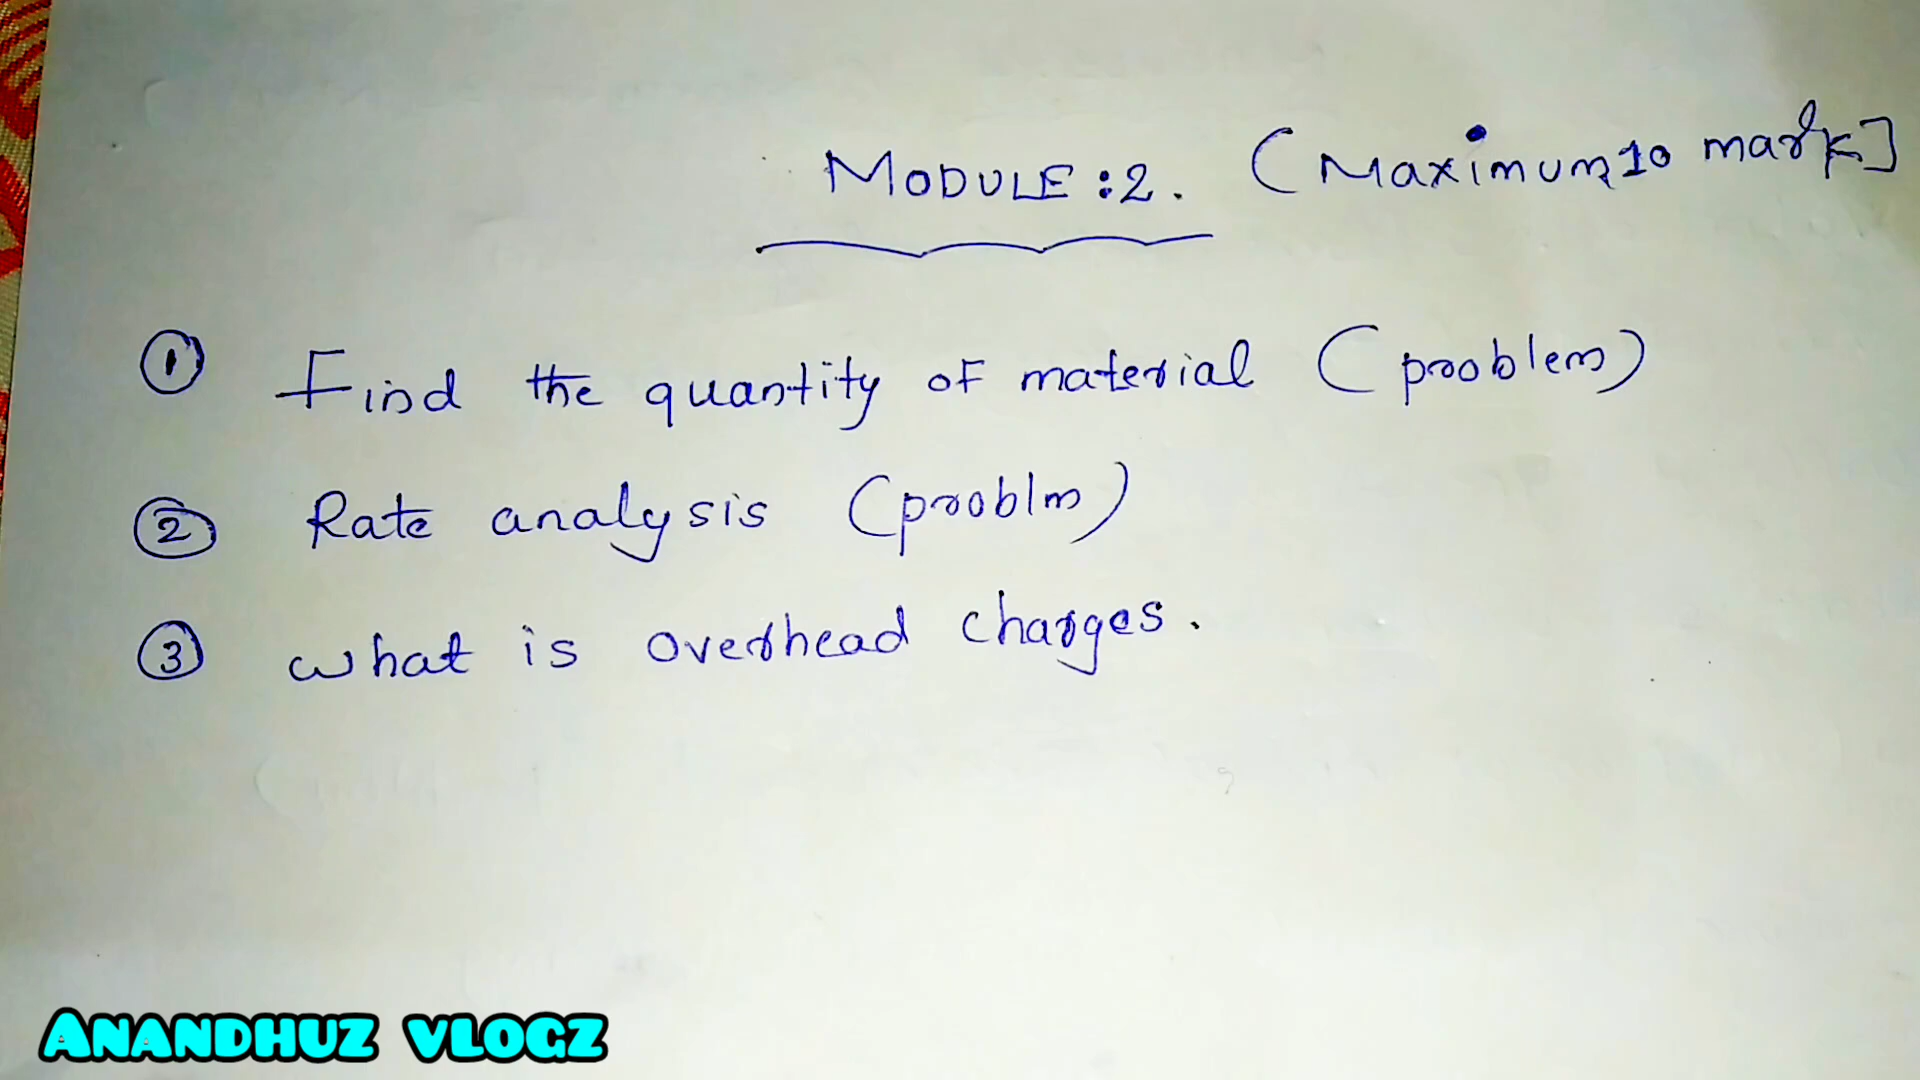 MODULE :2. (Maximum 10 mark]
① Find the quantity of material (problem)
② Rate analysis (problm)
③ what is overhead charges.
ANANDHUZ VLOGZ